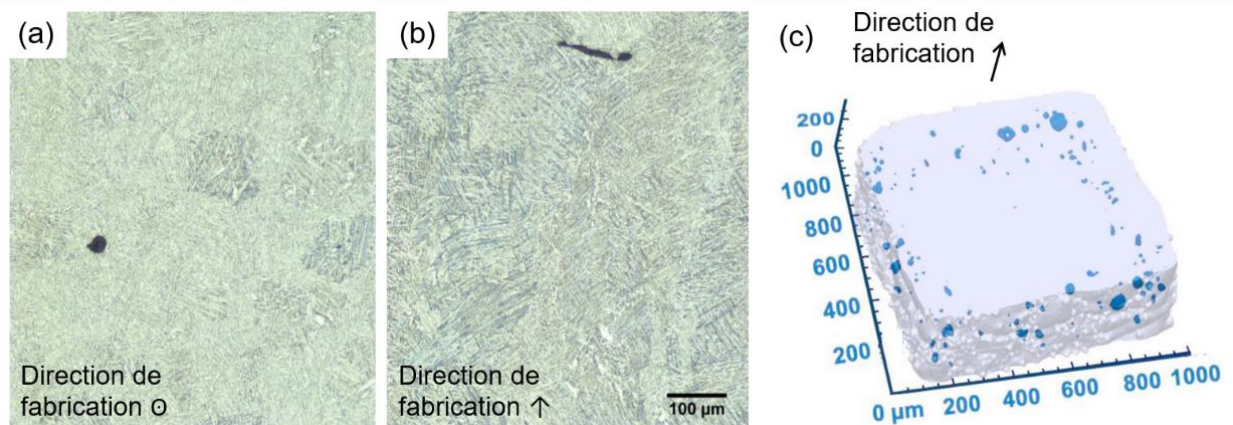 (a)
Direction de
fabrication ʘ
(b)
Direction de
fabrication ↑
100 µm
(c)
Direction de
fabrication
200
0
1000
800
600
400
200
0 µm 200 400 600 800 1000